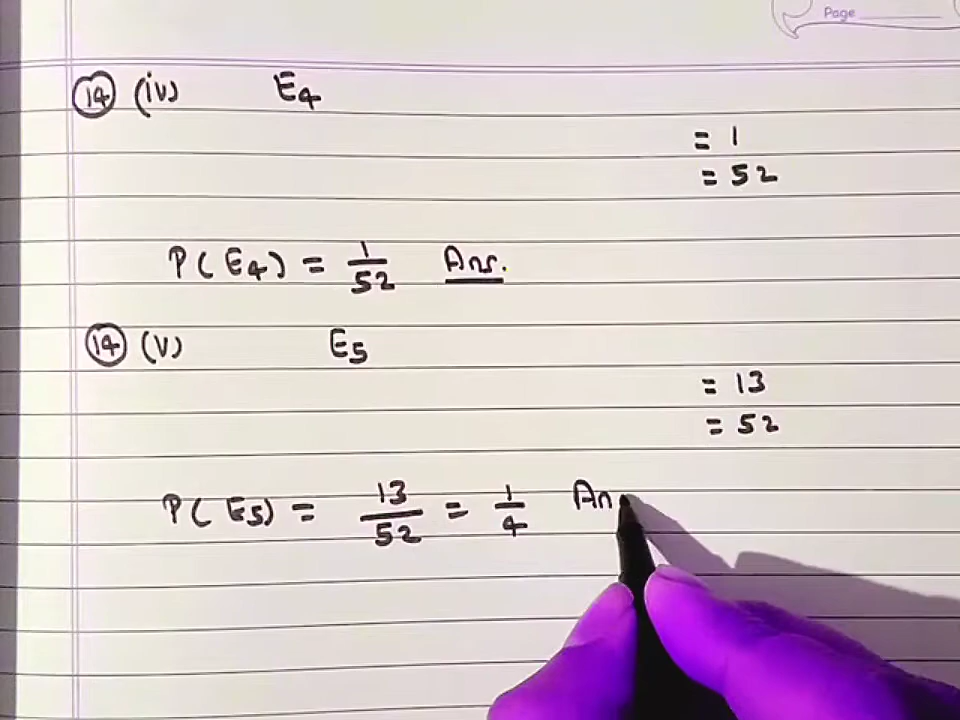 Page
14 (iv) E4
= 1
= 52
P(E4) = 1/52 Ans.
14 (v) E5
= 13
= 52
P(E5) = 13/52 = 1/4 An